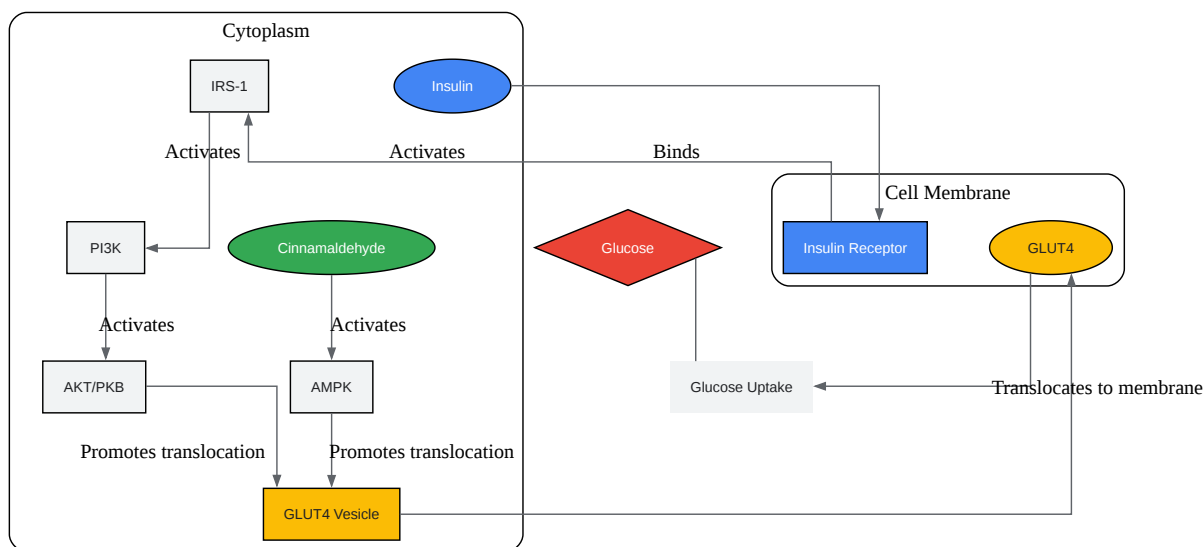 Cytoplasm
IRS-1
Insulin
Activates
Activates
Binds
Cell Membrane
PI3K
Cinnamaldehyde
Glucose
Insulin Receptor
GLUT4
Activates
Activates
AKT/PKB
AMPK
Glucose Uptake
Translocates to membrane
Promotes translocation
Promotes translocation
GLUT4 Vesicle